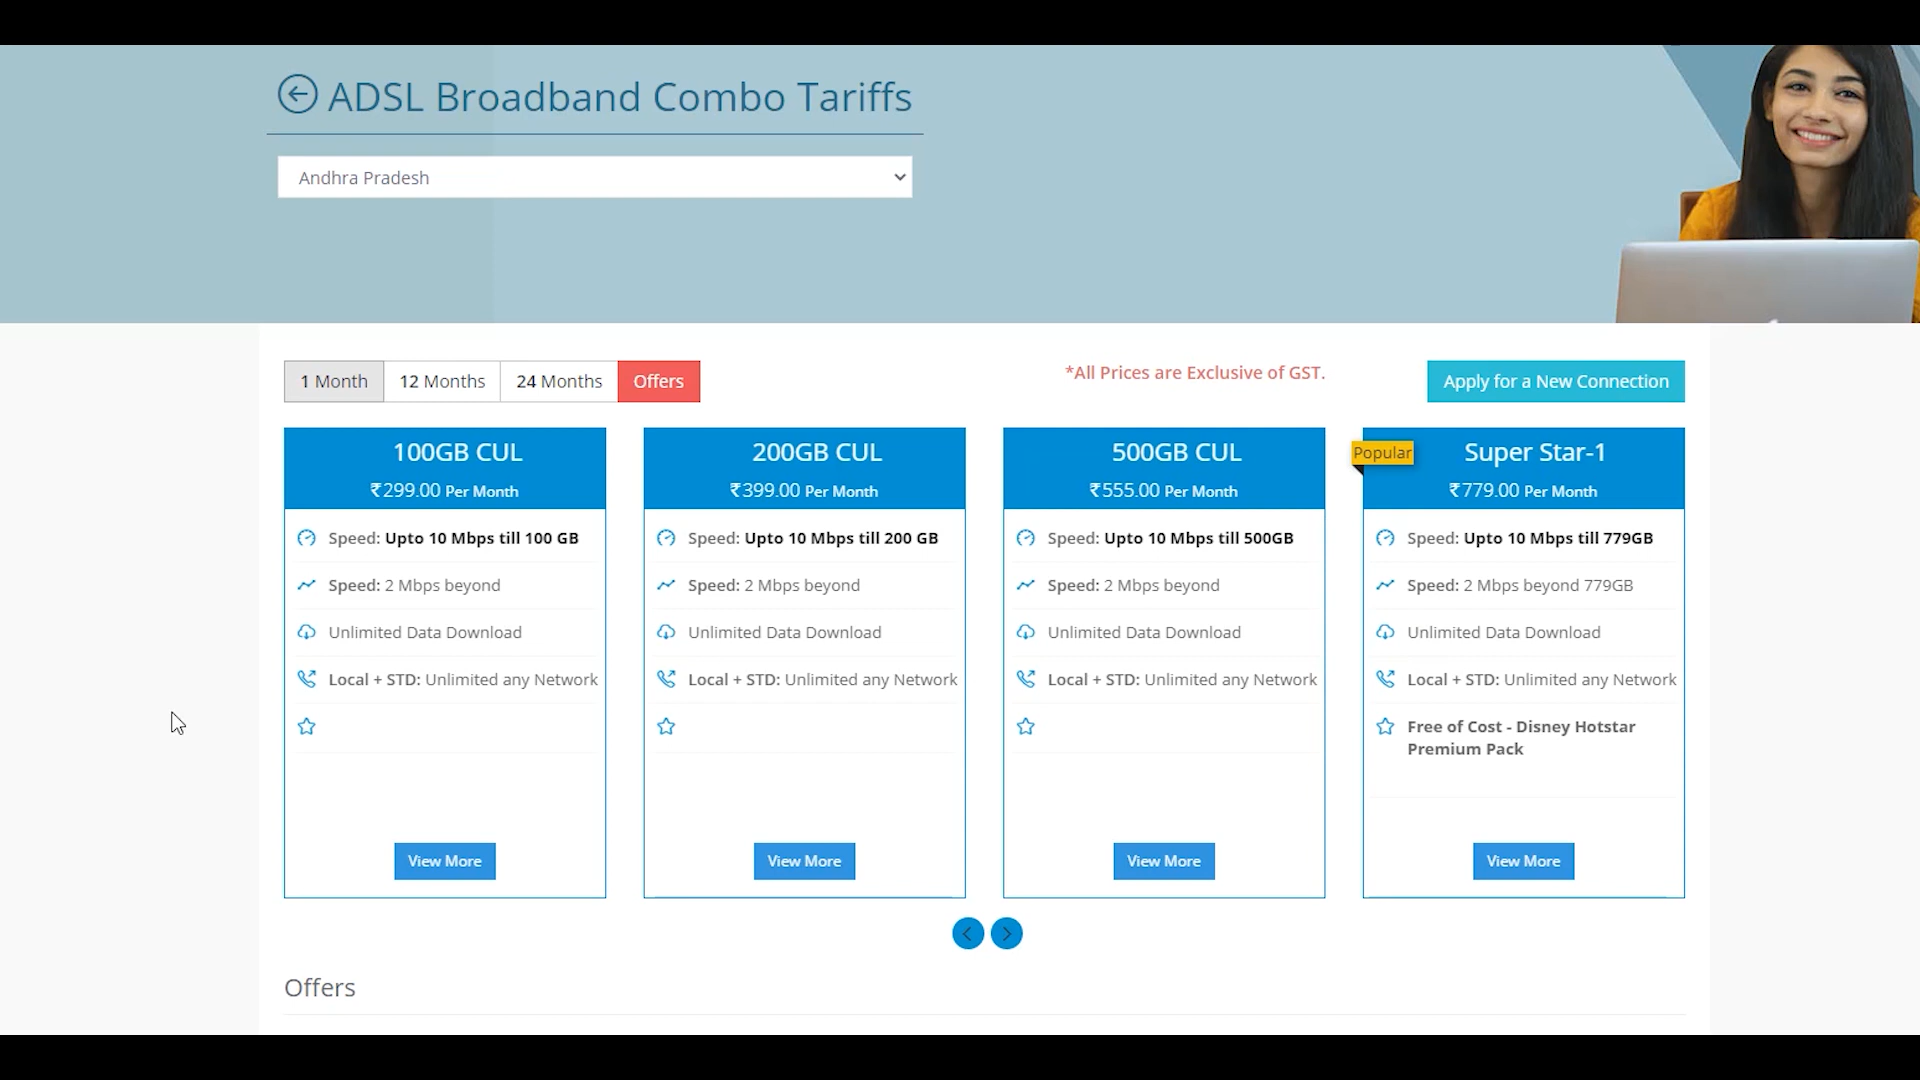 ADSL Broadband Combo Tariffs
Andhra Pradesh
1 Month
12 Months
24 Months
Offers
*All Prices are Exclusive of GST.
Apply for a New Connection
100GB CUL
₹299.00 Per Month
Speed: Upto 10 Mbps till 100 GB
Speed: 2 Mbps beyond
Unlimited Data Download
Local + STD: Unlimited any Network
View More
200GB CUL
₹399.00 Per Month
Speed: Upto 10 Mbps till 200 GB
Speed: 2 Mbps beyond
Unlimited Data Download
Local + STD: Unlimited any Network
View More
500GB CUL
₹555.00 Per Month
Speed: Upto 10 Mbps till 500GB
Speed: 2 Mbps beyond
Unlimited Data Download
Local + STD: Unlimited any Network
View More
Popular
Super Star-1
₹779.00 Per Month
Speed: Upto 10 Mbps till 779GB
Speed: 2 Mbps beyond 779GB
Unlimited Data Download
Local + STD: Unlimited any Network
Free of Cost - Disney Hotstar
Premium Pack
View More
Offers